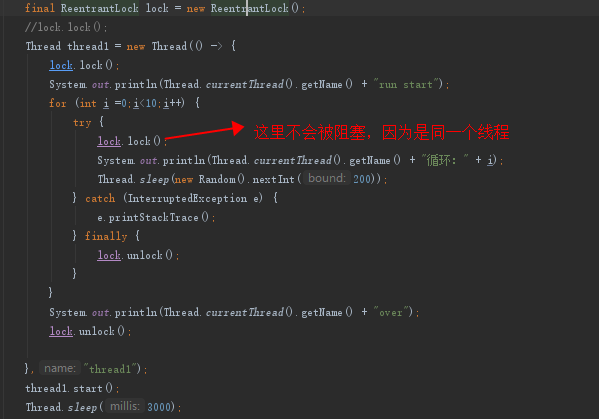 final ReentrantLock lock = new ReentrantLock();
//lock.lock();
Thread thread1 = new Thread(() -> {
lock.lock();
System.out.println(Thread.currentThread().getName() + "run start");
for (int i =0;i<10;i++) {
try {
lock.lock(); 这里不会被阻塞，因为是同一个线程
System.out.println(Thread.currentThread().getName() + "循环: " + i);
Thread.sleep(new Random().nextInt( bound: 200));
} catch (InterruptedException e) {
e.printStackTrace();
} finally {
lock.unlock();
}
}
System.out.println(Thread.currentThread().getName() + "over");
lock.unlock();
}, name: "thread1");
thread1.start();
Thread.sleep( millis: 3000);